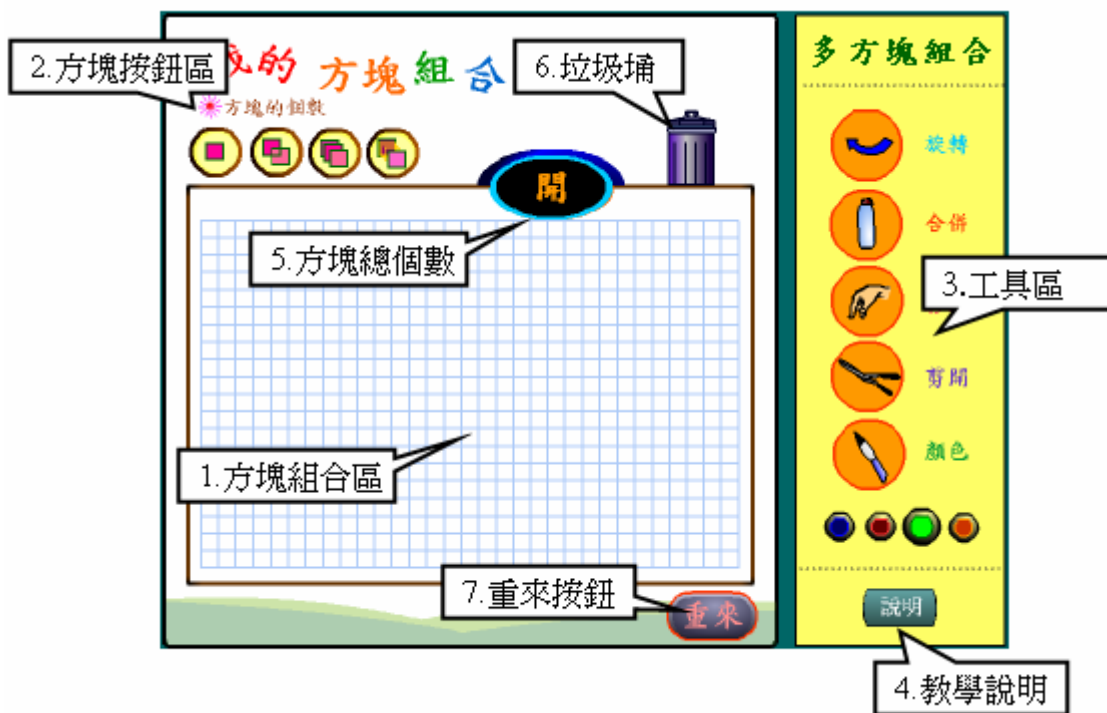 我的方塊組合
方塊的個數
2.方塊按鈕區
6.垃圾埇
開
5.方塊總個數
1.方塊組合區
7.重來按鈕
重來
多方塊組合
旋轉
合併
3.工具區
剪開
顏色
說明
4.教學說明